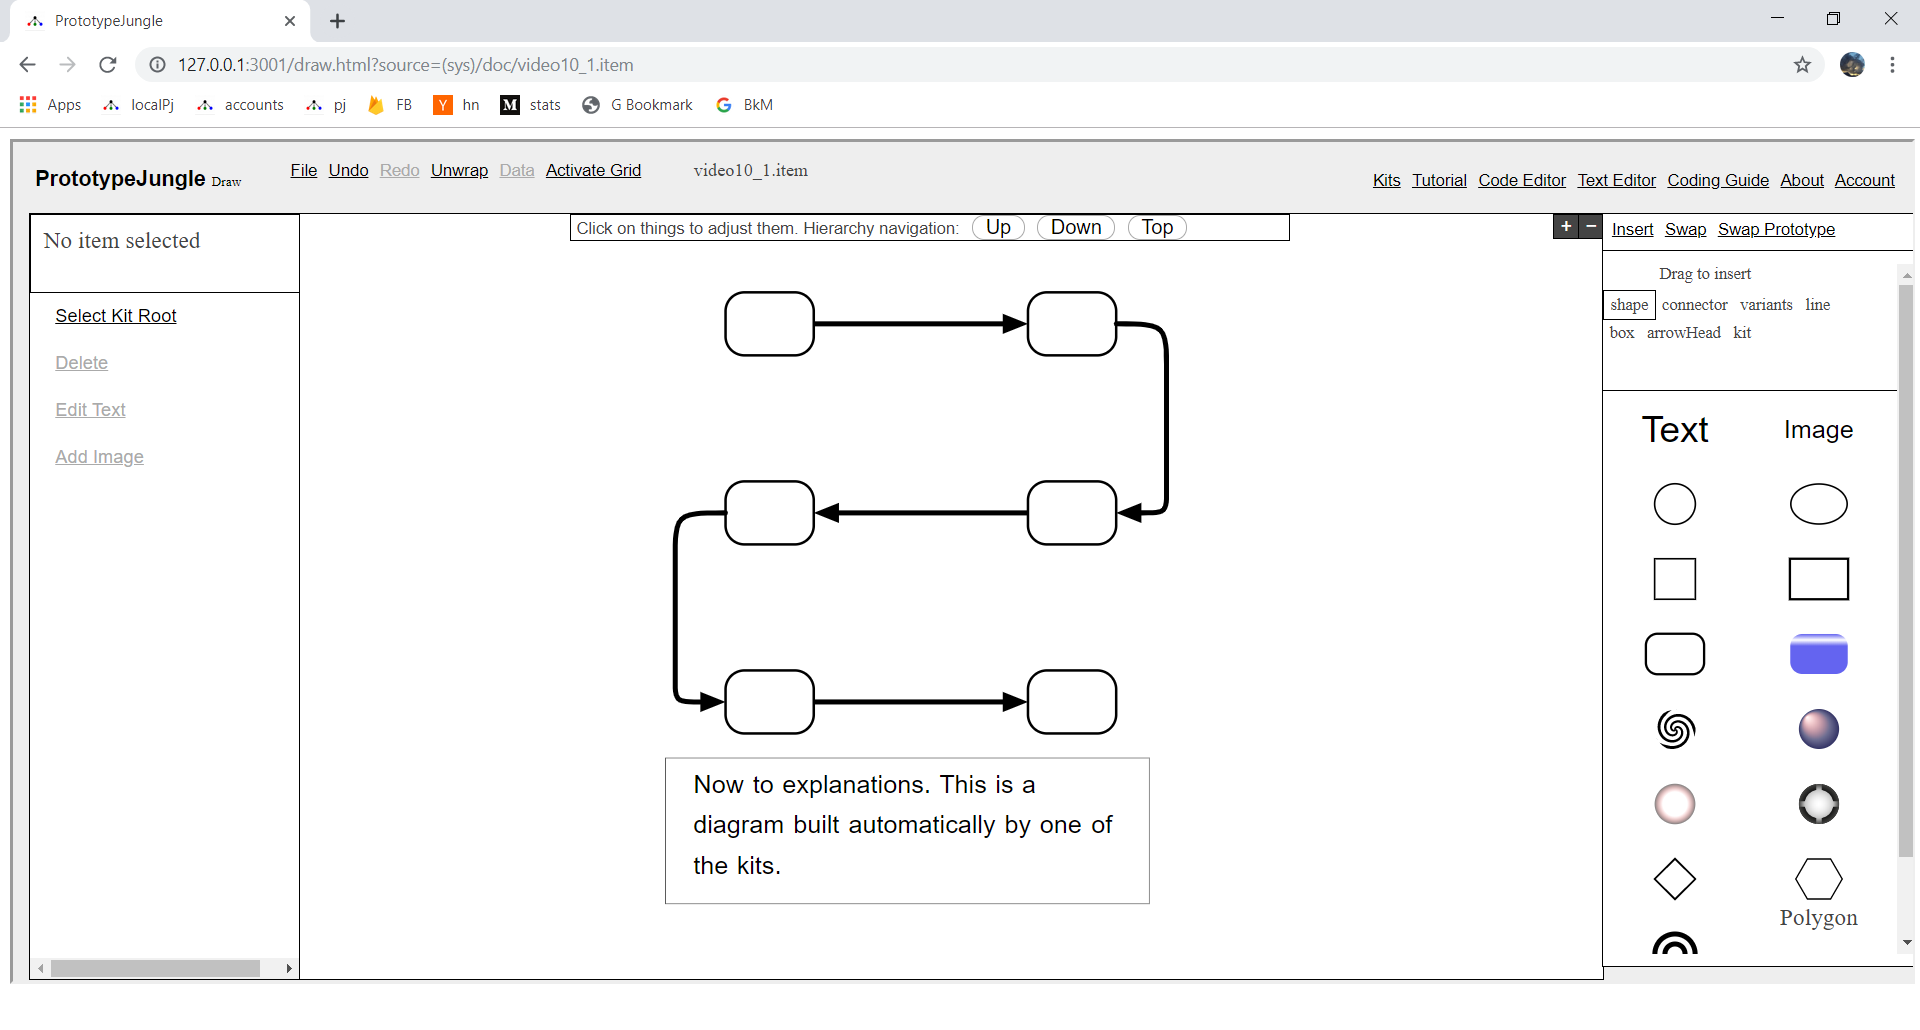 PrototypeJungle
127.0.0.1:3001/draw.html?source=(sys)/doc/video10_1.item
Apps localPj accounts pj FB hn stats G Bookmark BkM
PrototypeJungle Draw
File Undo Redo Unwrap Data Activate Grid video10_1.item
Kits Tutorial Code Editor Text Editor Coding Guide About Account
No item selected
Select Kit Root
Delete
Edit Text
Add Image
Click on things to adjust them. Hierarchy navigation: Up Down Top
+ −
Now to explanations. This is a
diagram built automatically by one of
the kits.
Insert Swap Swap Prototype
Drag to insert
shape connector variants line
box arrowHead kit
Text Image
Polygon